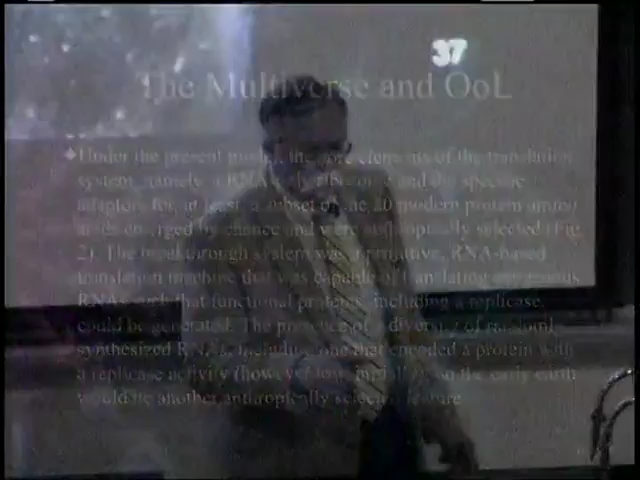 37
The Multiverse and OoL
Under the present model, the core elements of the translation
system, namely, and the specific
adaptors for, at least, a subset of the 20 modern protein amino
acids emerged by chance and were anthropically selected (Fig.
2). The breakthrough system was a primitive, RNA-based
translation machine that was capable of translating exogenous
RNAs such that functional proteins, including a replicase,
could be generated. The presence of a diversity of randomly
synthesized RNAs, including one that encoded a protein with
a replicase activity (however low, initially) on the early earth
would be another anthropically selected feature